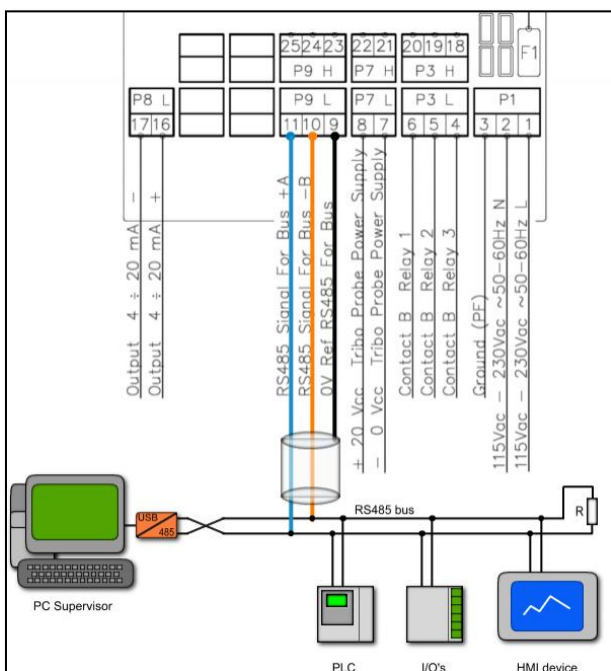 25 24 23 22 21 20 19 18 F1
P9 H P7 H P3 H
P8 L P9 L P7 L P3 L P1
17 16 11 10 9 8 7 6 5 4 3 2 1
Output 4 ÷ 20 mA -
Output 4 ÷ 20 mA +
RS485 Signal For Bus +A
RS485 Signal For Bus -B
0V Ref RS485 For Bus
+ 20 Vcc Tribo Probe Power Supply
- 0 Vcc Tribo Probe Power Supply
Contact B Relay 1
Contact B Relay 2
Contact B Relay 3
Ground (PE)
115Vac - 230Vac ~50-60Hz N
115Vac - 230Vac ~50-60Hz L
RS485 bus
R
USB
485
PC Supervisor
PLC I/O's HMI device